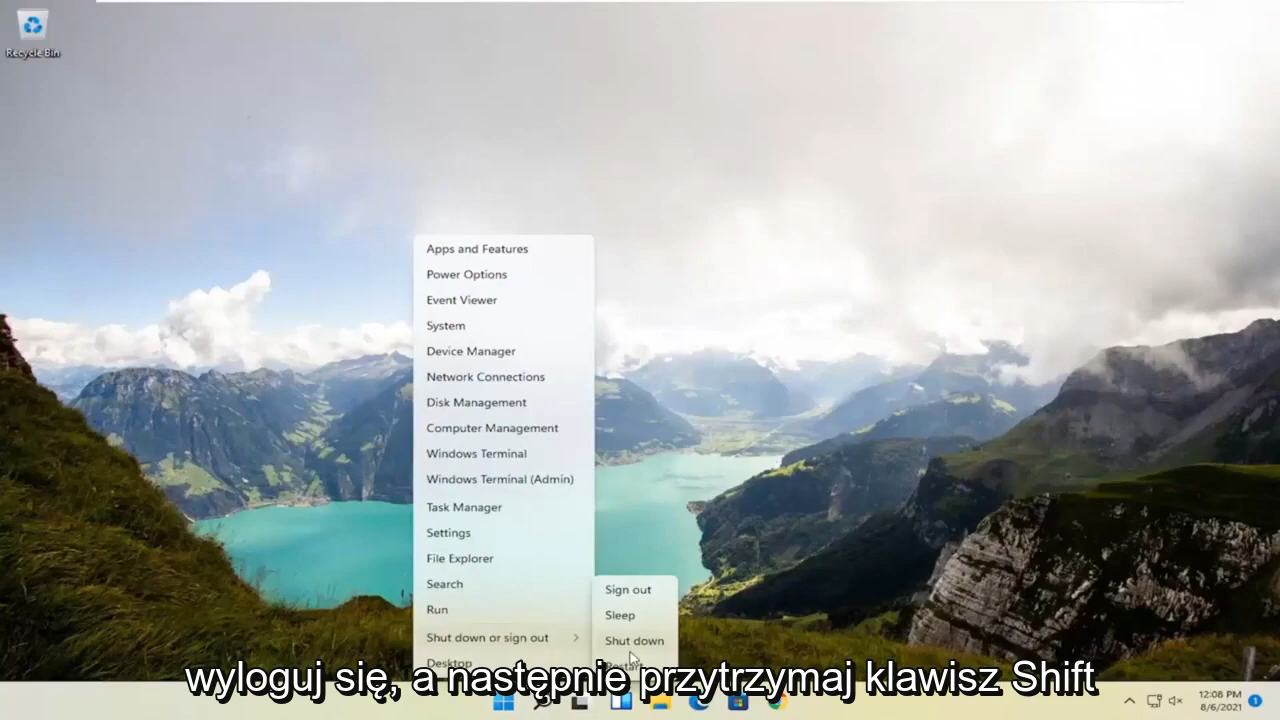 Recycle Bin
Apps and Features
Power Options
Event Viewer
System
Device Manager
Network Connections
Disk Management
Computer Management
Windows Terminal
Windows Terminal (Admin)
Task Manager
Settings
File Explorer
Search
Run
Shut down or sign out
Desktop
Sign out
Sleep
Shut down
Restart
wyloguj się, a następnie przytrzymaj klawisz Shift
12:08 PM
8/6/2021
1